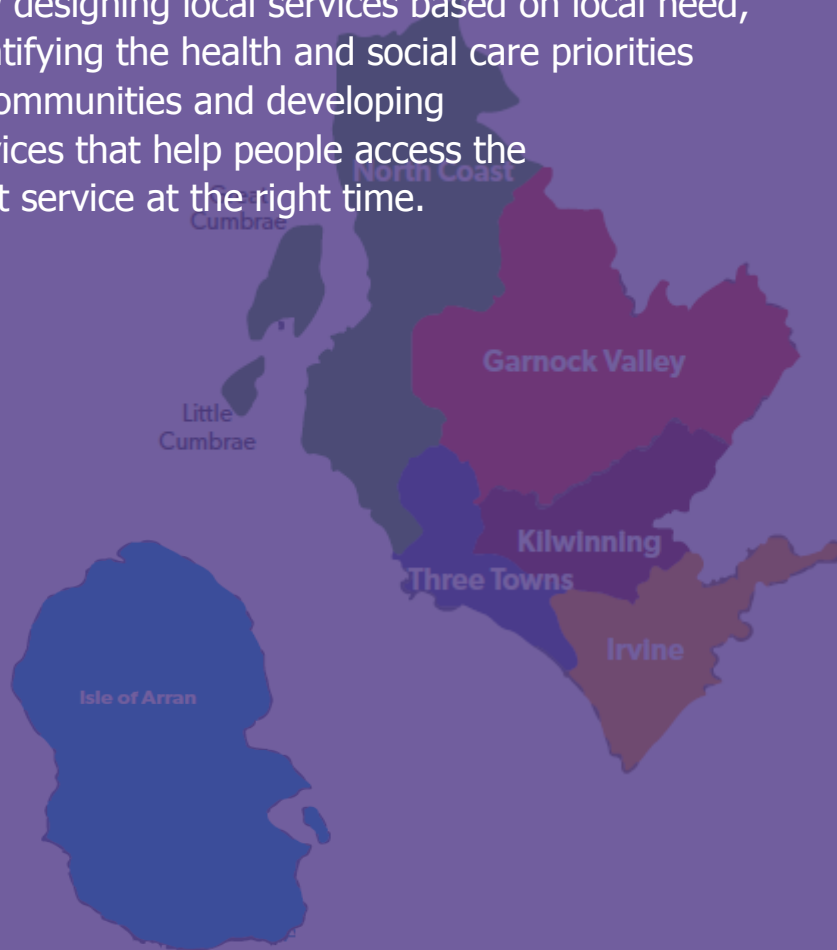 designing local services based on local need,
tifying the health and social care priorities
ommunities and developing
ices that help people access the
t service at the right time.
North Coast
Great
Cumbrae
Garnock Valley
Little
Cumbrae
Kilwinning
Three Towns
Irvine
Isle of Arran